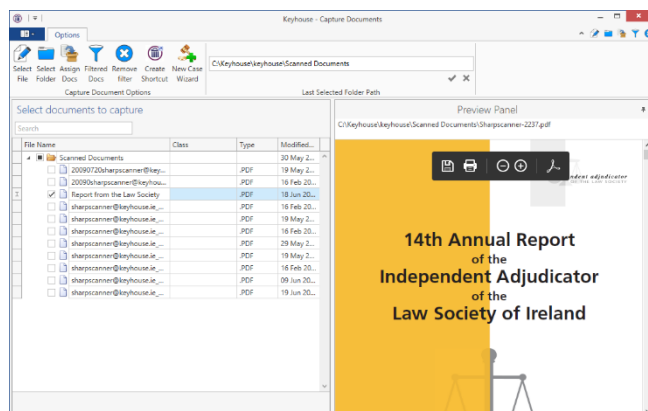 Keyhouse - Capture Documents
Options
Select File
Select Folder
Assign Docs
Filtered Docs
Remove filter
Create Shortcut
New Case Wizard
Capture Document Options
C:\Keyhouse\keyhouse\Scanned Documents
Last Selected Folder Path
Select documents to capture
Search
File Name Class Type Modified...
Scanned Documents 30 May 2...
20090720sharpscanner@key... .PDF 19 May 2...
20090sharpscanner@keyhou... .PDF 16 Feb 20...
Report from the Law Society .PDF 18 Jun 20...
sharpscanner@keyhouse.ie_... .PDF 16 Feb 20...
sharpscanner@keyhouse.ie_... .PDF 19 May 2...
sharpscanner@keyhouse.ie_... .PDF 16 Feb 20...
sharpscanner@keyhouse.ie_... .PDF 29 May 2...
sharpscanner@keyhouse.ie_... .PDF 19 May 2...
sharpscanner@keyhouse.ie_... .PDF 16 Feb 20...
sharpscanner@keyhouse.ie_... .PDF 09 Jun 20...
sharpscanner@keyhouse.ie_... .PDF 19 Jun 20...
Preview Panel
C:\Keyhouse\keyhouse\Scanned Documents\Sharpscanner-2237.pdf
ndent adjudicator
OF THE LAW SOCIETY
14th Annual Report
of the
Independent Adjudicator
of the
Law Society of Ireland